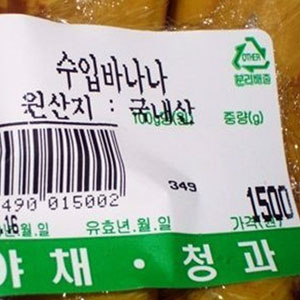 OTHER
분리배출
수입바나나
원산지 : 국내산
100g당(원) 중량(g)
490 015002
349
1500
.16
월.일 유효년.월.일 가격(원)
야채·청과